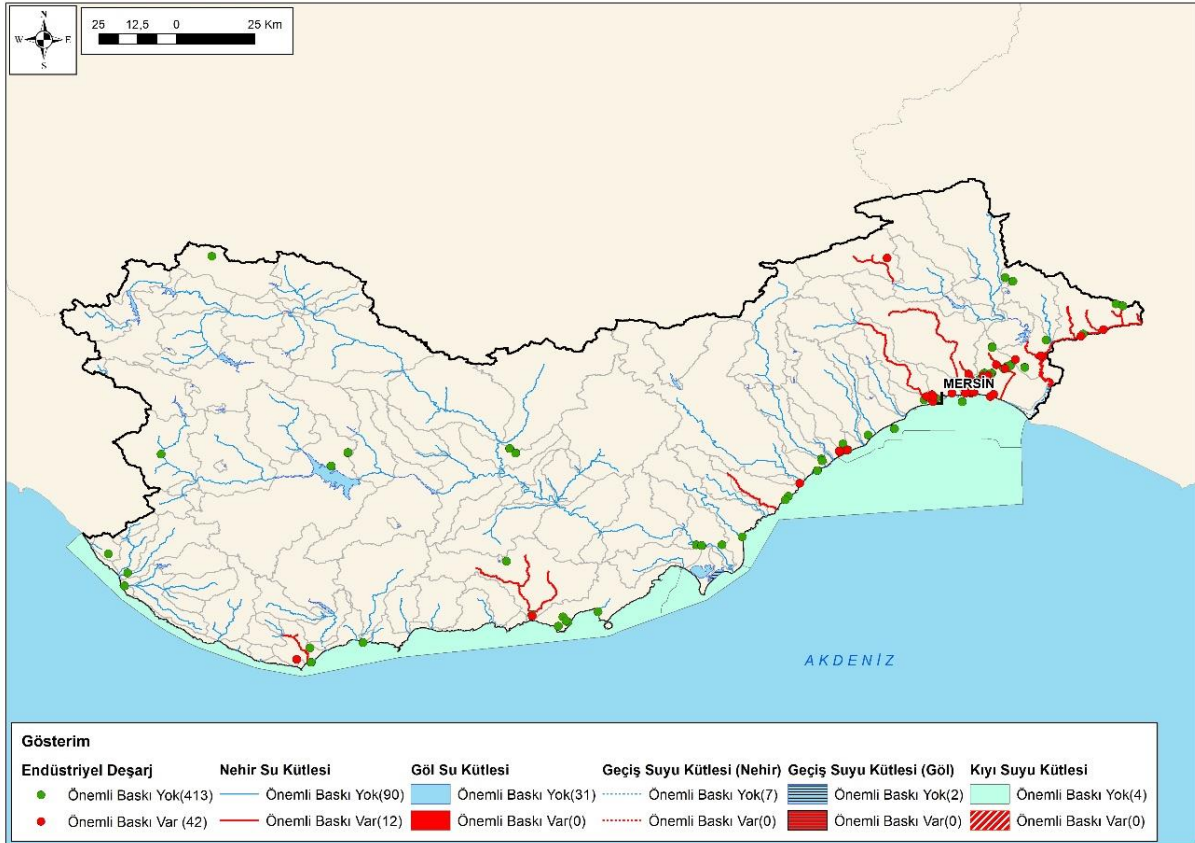 N
W E
S
25 12,5 0 25 Km
MERSİN
AKDENİZ
Gösterim
Endüstriyel Deşarj Nehir Su Kütlesi Göl Su Kütlesi Geçiş Suyu Kütlesi (Nehir) Geçiş Suyu Kütlesi (Göl) Kıyı Suyu Kütlesi
Önemli Baskı Yok(413) Önemli Baskı Yok(90) Önemli Baskı Yok(31) Önemli Baskı Yok(7) Önemli Baskı Yok(2) Önemli Baskı Yok(4)
Önemli Baskı Var (42) Önemli Baskı Var(12) Önemli Baskı Var(0) Önemli Baskı Var(0) Önemli Baskı Var(0) Önemli Baskı Var(0)